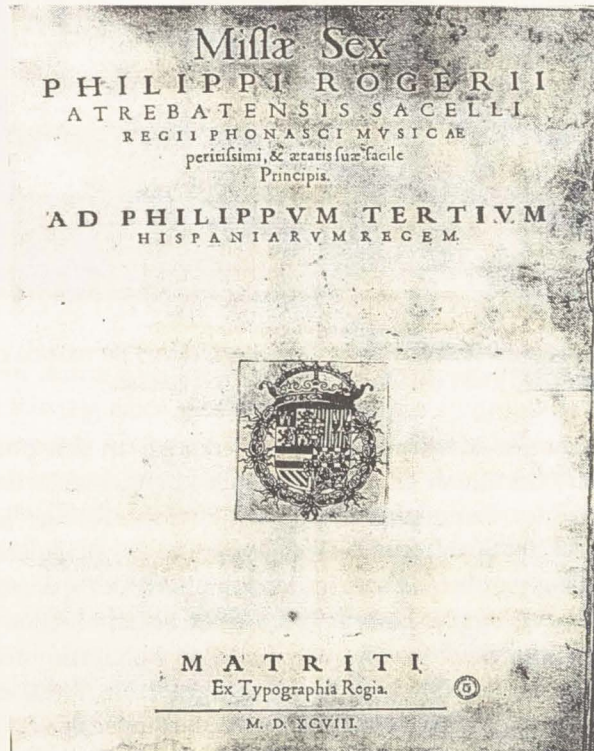 Miſſæ Sex
PHILIPPI ROGERII
ATREBATENSIS SACELLI
REGII PHONASCI MVSICAE
peritiſsimi, & ætatis ſuæ facile
Principis.
AD PHILIPPVM TERTIVM
HISPANIARVM REGEM.
MATRITI
Ex Typographia Regia.
M. D. XCVIII.